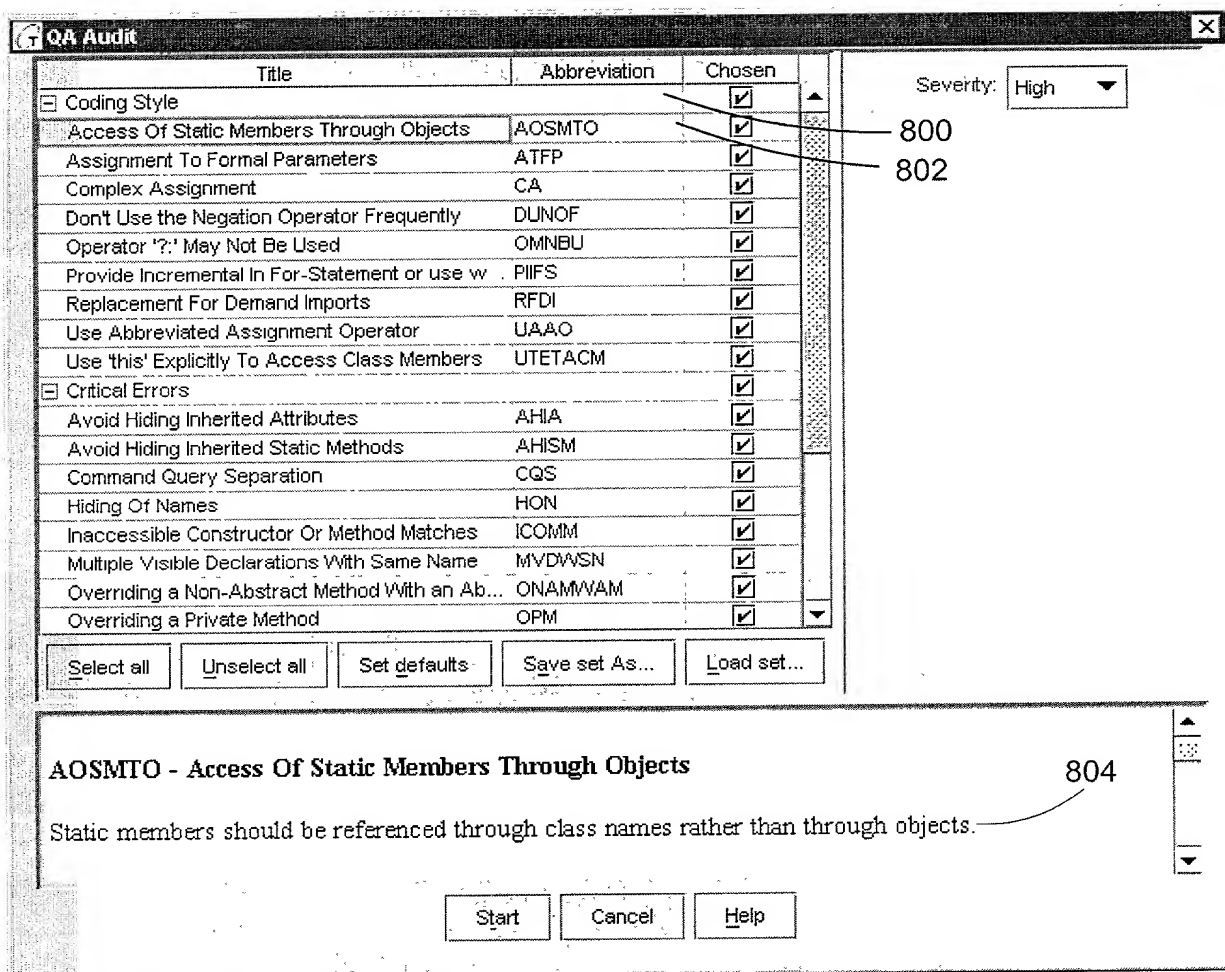 QA Audit
Title Abbreviation Chosen
Coding Style
Access Of Static Members Through Objects AOSMTO
Assignment To Formal Parameters ATFP
Complex Assignment CA
Don't Use the Negation Operator Frequently DUNOF
Operator '?:' May Not Be Used OMNBU
Provide Incremental In For-Statement or use w . PIIFS
Replacement For Demand Imports RFDI
Use Abbreviated Assignment Operator UAAO
Use 'this' Explicitly To Access Class Members UTETACM
Critical Errors
Avoid Hiding Inherited Attributes AHIA
Avoid Hiding Inherited Static Methods AHISM
Command Query Separation CQS
Hiding Of Names HON
Inaccessible Constructor Or Method Matches ICOMM
Multiple Visible Declarations With Same Name MVDWSN
Overriding a Non-Abstract Method With an Ab... ONAMWAM
Overriding a Private Method OPM
Select all Unselect all Set defaults Save set As... Load set...
Severity: High
800
802
AOSMTO - Access Of Static Members Through Objects
804
Static members should be referenced through class names rather than through objects.
Start Cancel Help